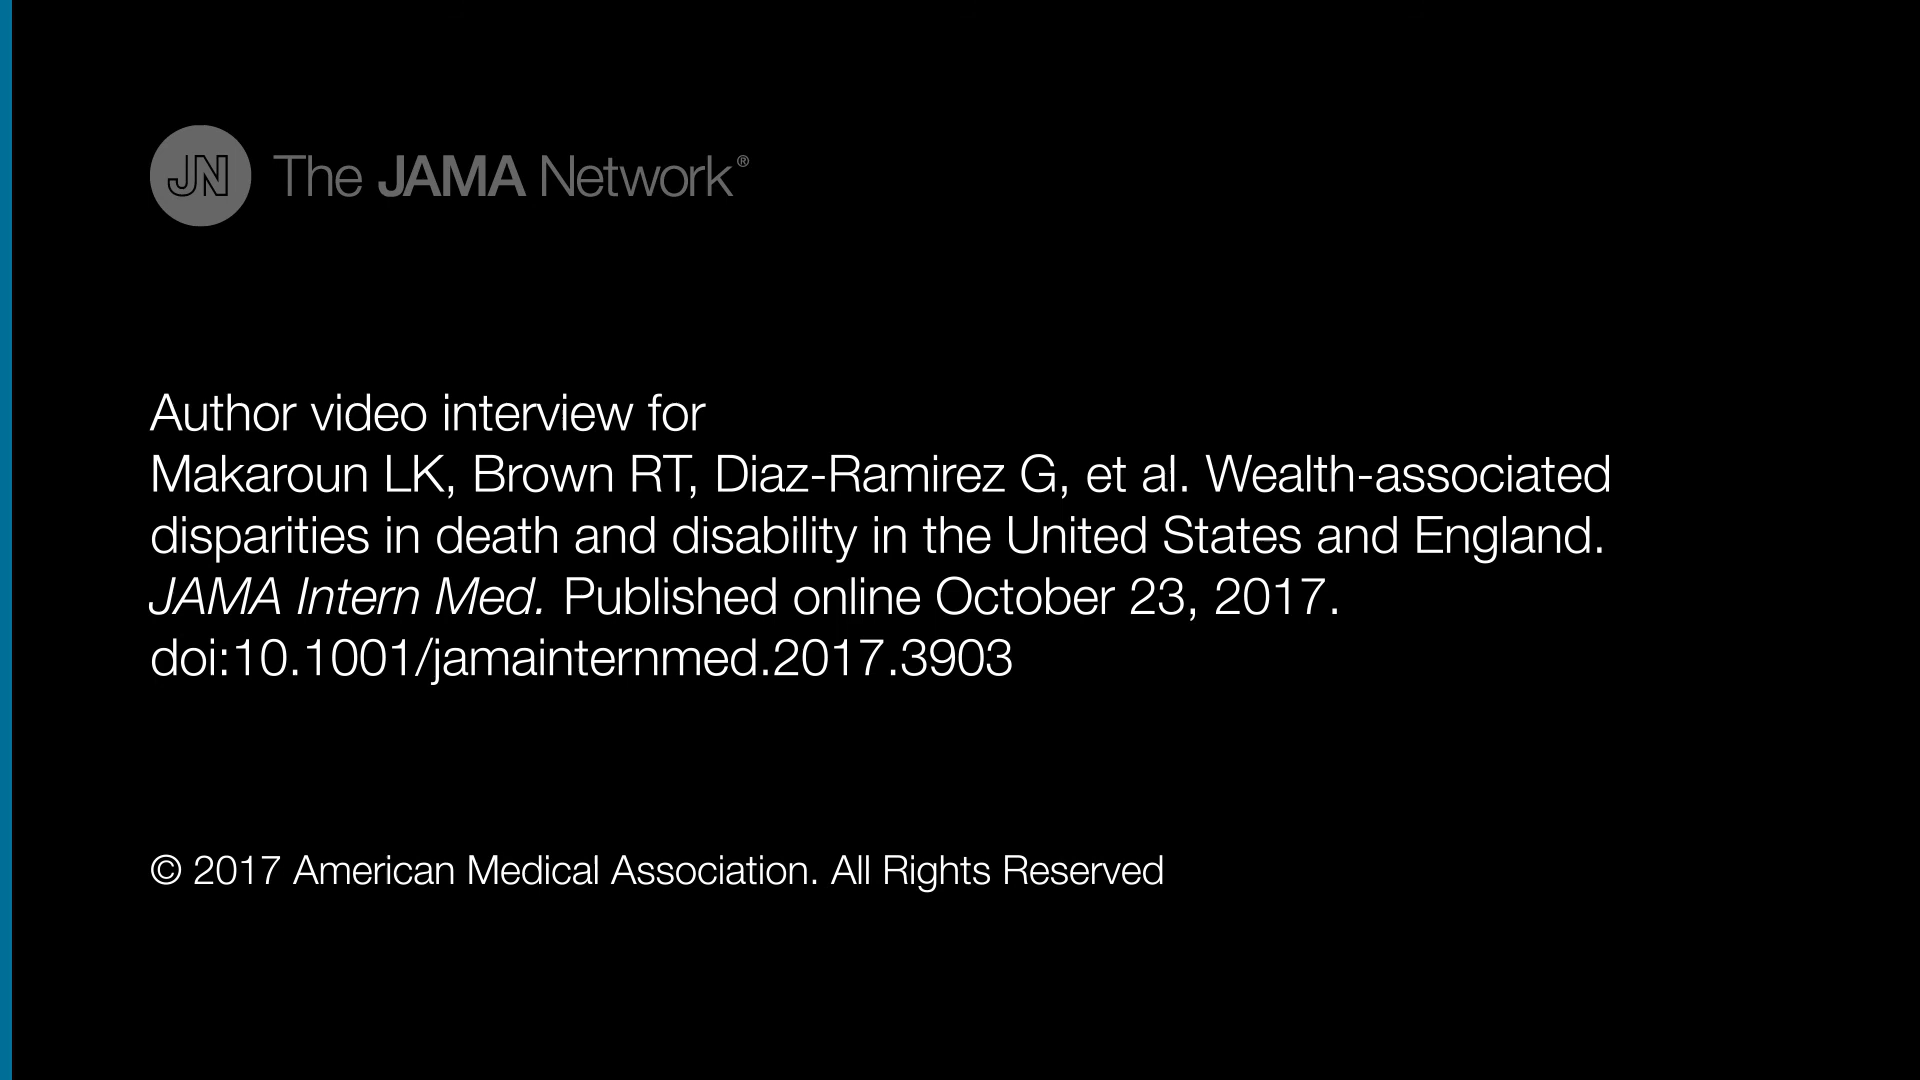 JN The JAMA Network®
Author video interview for
Makaroun LK, Brown RT, Diaz-Ramirez G, et al. Wealth-associated
disparities in death and disability in the United States and England.
JAMA Intern Med. Published online October 23, 2017.
doi:10.1001/jamainternmed.2017.3903
© 2017 American Medical Association. All Rights Reserved